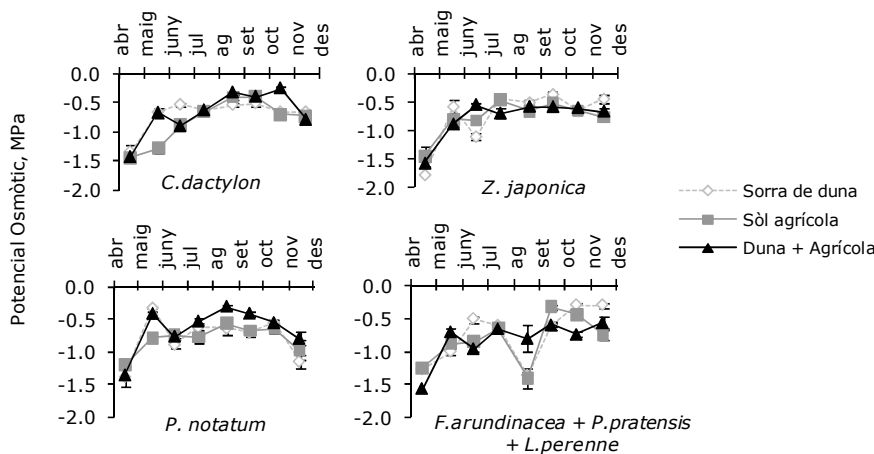 abr maig juny jul ag set oct nov des
abr maig juny jul ag set oct nov des
0.0
-0.5
-1.0
-1.5
-2.0
C.dactylon
0.0
-0.5
-1.0
-1.5
-2.0
Z. japonica
Potencial Osmòtic, MPa
Sorra de duna
Sòl agrícola
Duna + Agrícola
abr maig juny jul ag set oct nov des
abr maig juny jul ag set oct nov des
0.0
-0.5
-1.0
-1.5
-2.0
P. notatum
0.0
-0.5
-1.0
-1.5
-2.0
F.arundinacea + P.pratensis
+ L.perenne